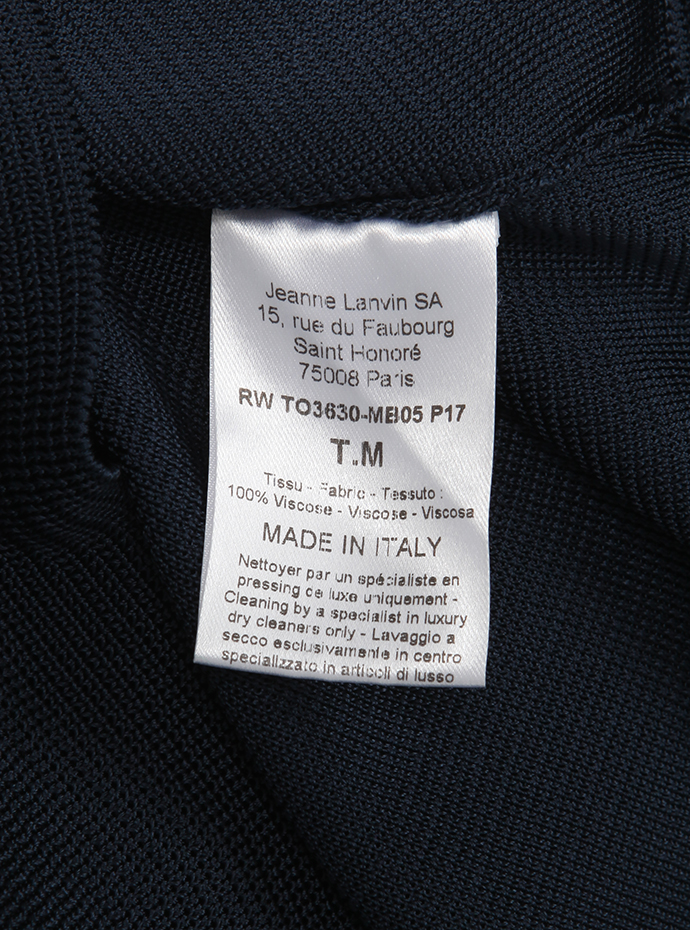 Jeanne Lanvin SA
15, rue du Faubourg
Saint Honoré
75008 Paris
RW TO3630-MB05 P17
T.M
Tissu - Fabric - Tessuto :
100% Viscose - Viscose - Viscosa
MADE IN ITALY
Nettoyer par un spécialiste en
pressing de luxe uniquement -
Cleaning by a specialist in luxury
dry cleaners only - Lavaggio a
secco esclusivamente in centro
specializzato in articoli di lusso